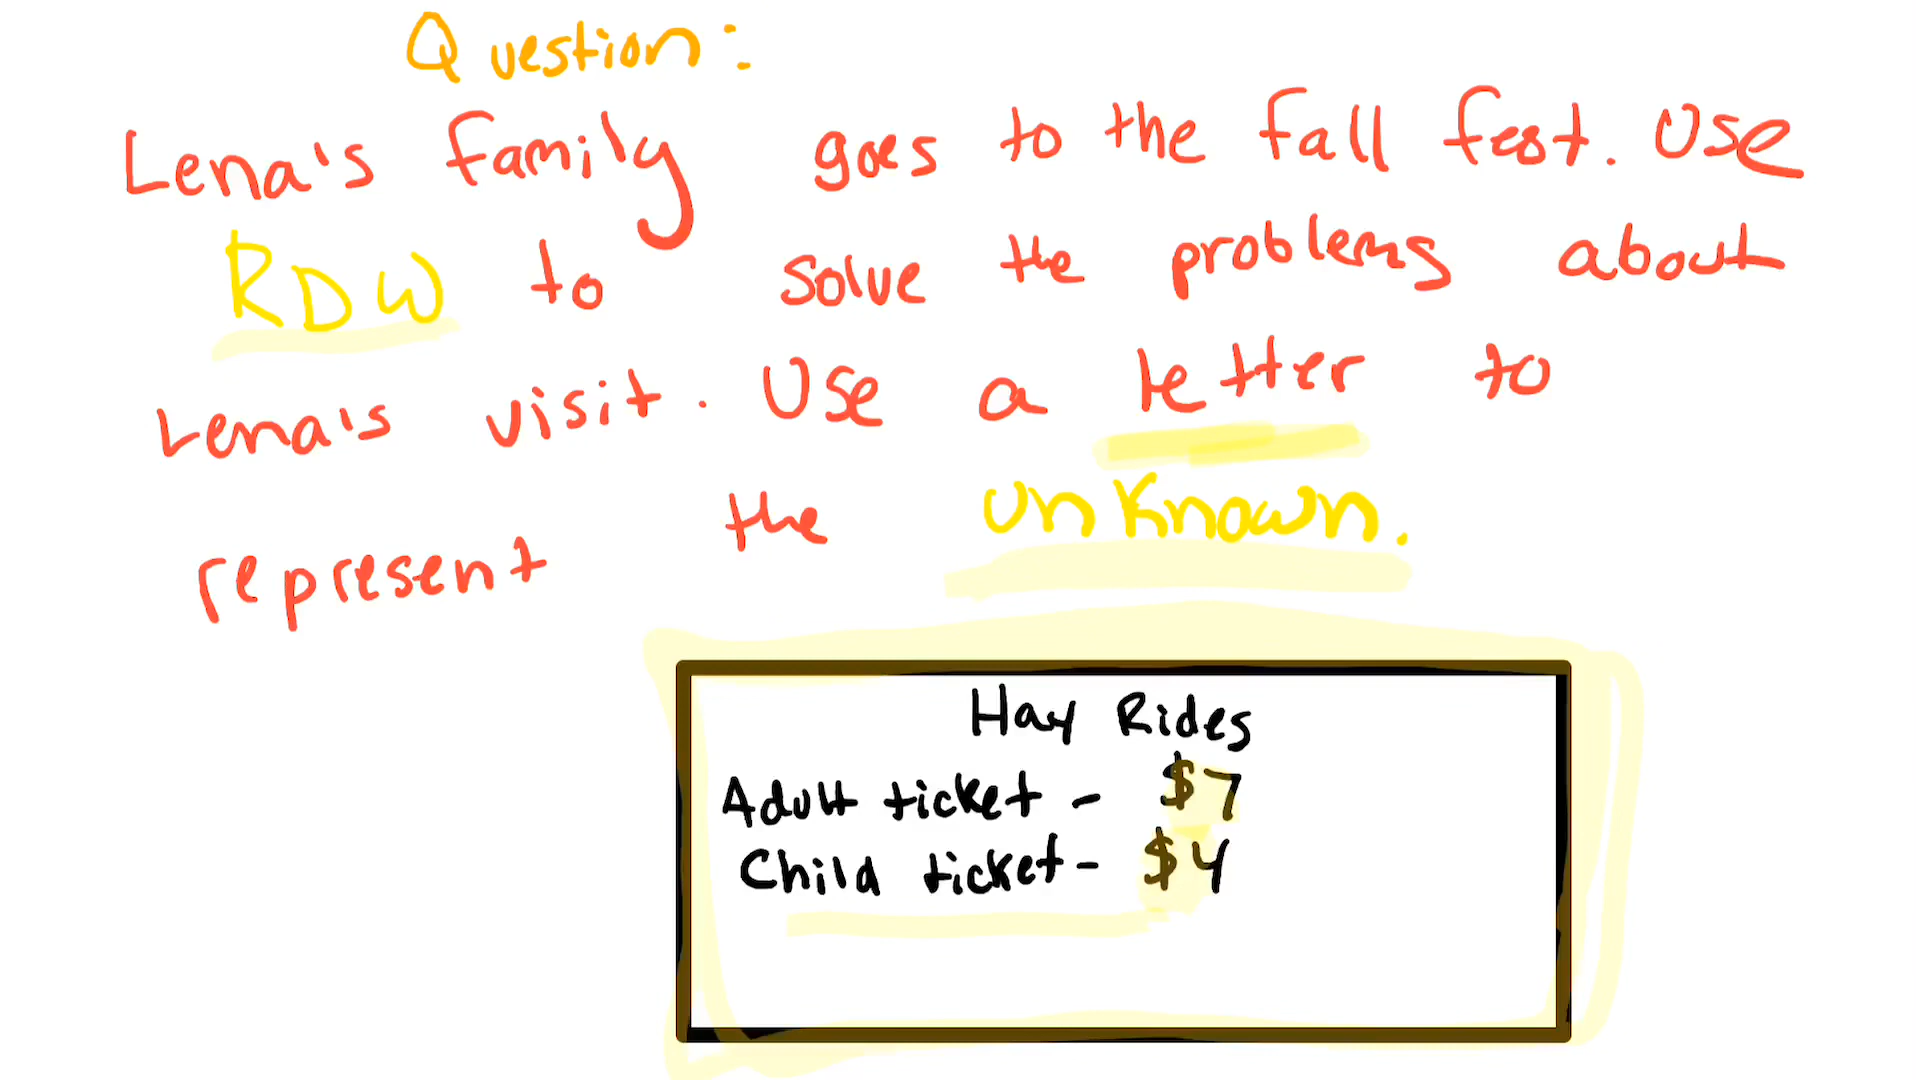 Question:
Lena's family goes to the fall fest. Use
RDW to solve the problems about
Lena's visit. Use a letter to
represent the unknown.
Hay Rides
Adult ticket - $7
Child ticket - $4